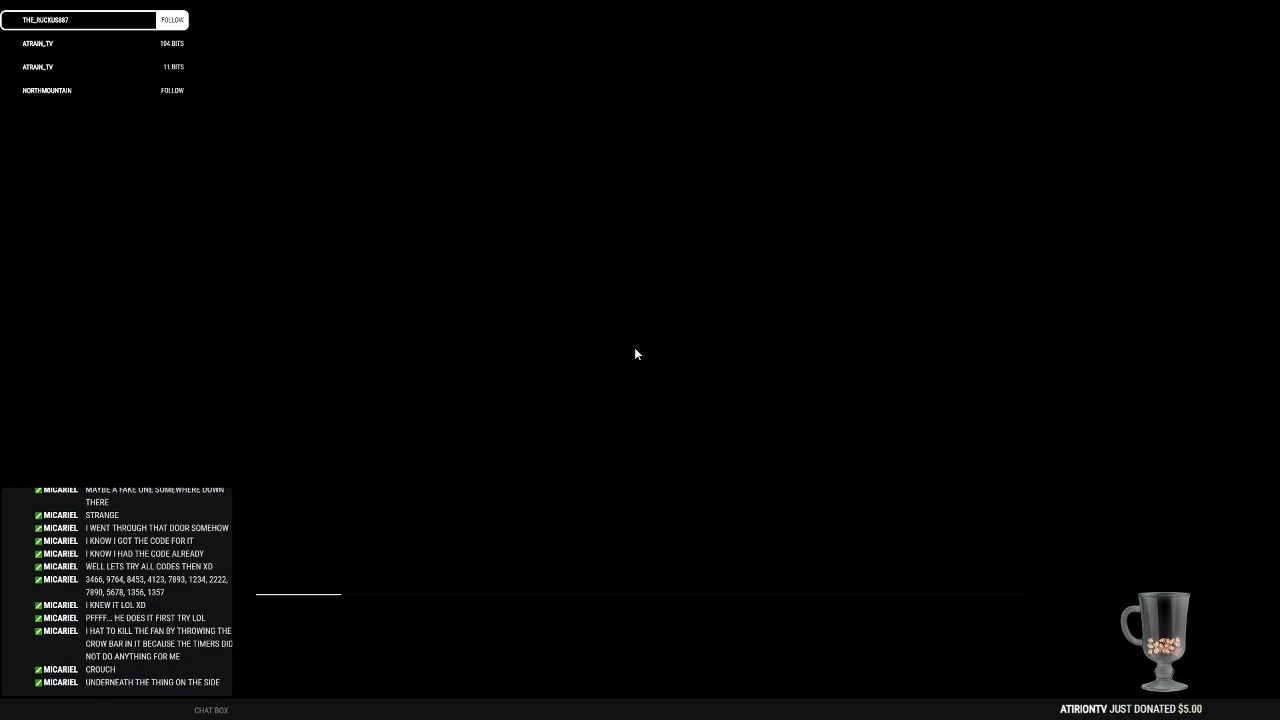 THE_RUCKUS687 FOLLOW
ATRAIN_TV 104 BITS
ATRAIN_TV 11 BITS
NORTHMOUNTAIN FOLLOW
MICARIEL MAYBE A FAKE ONE SOMEWHERE DOWN
THERE
MICARIEL STRANGE
MICARIEL I WENT THROUGH THAT DOOR SOMEHOW
MICARIEL I KNOW I GOT THE CODE FOR IT
MICARIEL I KNOW I HAD THE CODE ALREADY
MICARIEL WELL LETS TRY ALL CODES THEN XD
MICARIEL 3466, 9764, 8453, 4123, 7893, 1234, 2222,
7890, 5678, 1356, 1357
MICARIEL I KNEW IT LOL XD
MICARIEL PFFFF... HE DOES IT FIRST TRY LOL
MICARIEL I HAT TO KILL THE FAN BY THROWING THE
CROW BAR IN IT BECAUSE THE TIMERS DID
NOT DO ANYTHING FOR ME
MICARIEL CROUCH
MICARIEL UNDERNEATH THE THING ON THE SIDE
CHAT BOX
ATIRIONTV JUST DONATED $5.00